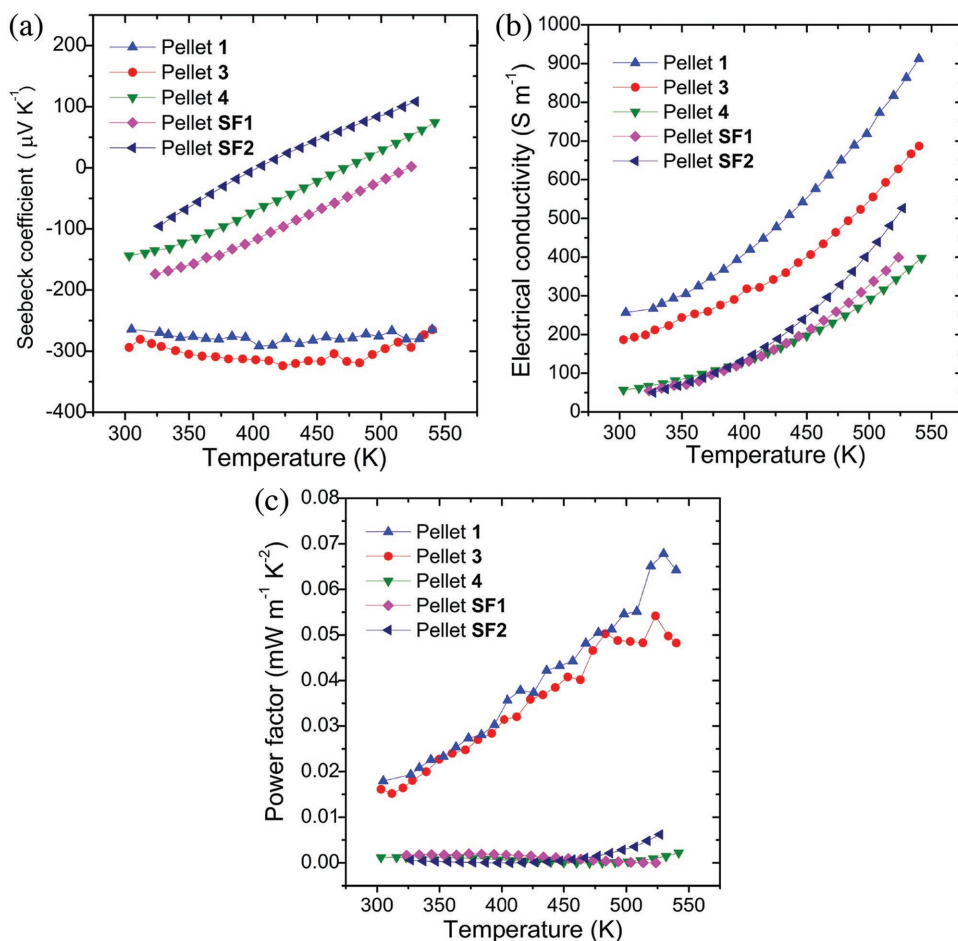 (a)
200
100
0
-100
-200
-300
-400
Seebeck coefficient ( μV K⁻¹)
Pellet 1
Pellet 3
Pellet 4
Pellet SF1
Pellet SF2
300 350 400 450 500 550
Temperature (K)
(b)
1000
900
800
700
600
500
400
300
200
100
0
Electrical conductivity (S m⁻¹)
Pellet 1
Pellet 3
Pellet 4
Pellet SF1
Pellet SF2
300 350 400 450 500 550
Temperature (K)
(c)
0.08
0.07
0.06
0.05
0.04
0.03
0.02
0.01
0.00
Power factor (mW m⁻¹ K⁻²)
Pellet 1
Pellet 3
Pellet 4
Pellet SF1
Pellet SF2
300 350 400 450 500 550
Temperature (K)